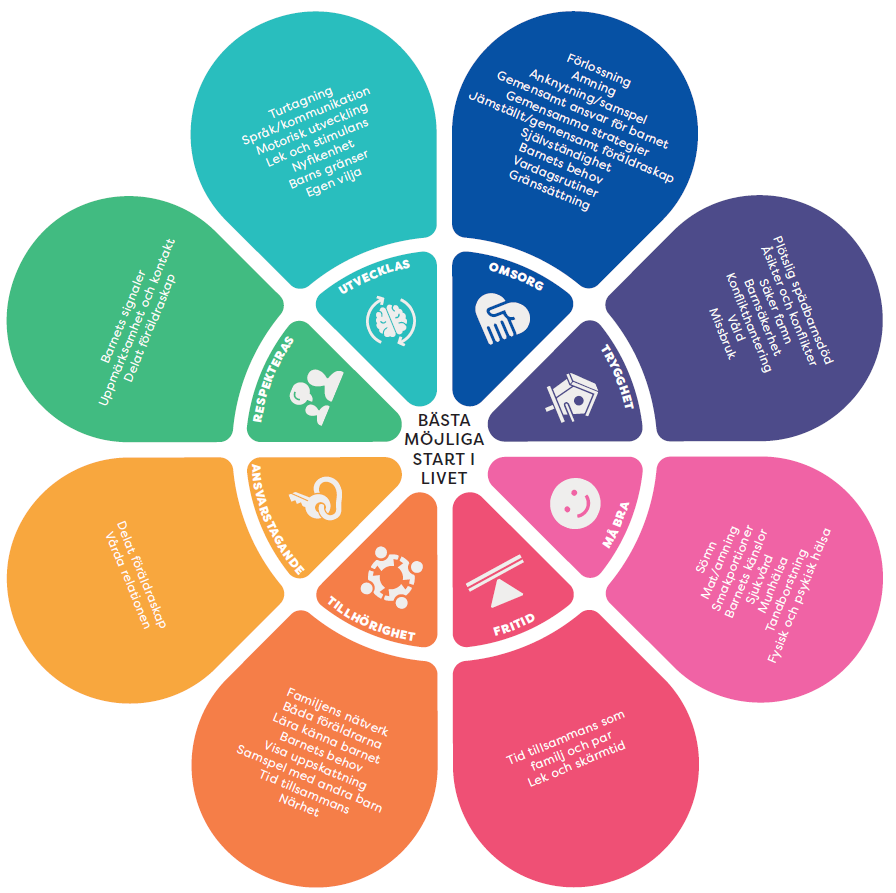 BÄSTA
MÖJLIGA
START I
LIVET
OMSORG
Förlossning
Amning
Anknytning/samspel
Gemensamt ansvar för barnet
Gemensamma strategier
Jämställt/gemensamt föräldraskap
Självständighet
Barnets behov
Vardagsrutiner
Gränssättning
TRYGGHET
Plötslig spädbarnsdöd
Åsikter och konflikter
Säker famn
Barnsäkerhet
Konflikthantering
Våld
Missbruk
MÅ BRA
Sömn
Mat/amning
Smakportioner
Barnets känslor
Sjukvård
Munhälsa
Tandborstning
Fysisk och psykisk hälsa
FRITID
Tid tillsammans som
familj och par
Lek och skärmtid
TILLHÖRIGHET
Familjens nätverk
Båda föräldrarna
Lära känna barnet
Barnets behov
Visa uppskattning
Samspel med andra barn
Tid tillsammans
Närhet
ANSVARSTAGANDE
Delat föräldraskap
Vårda relationen
RESPEKTERAS
Barnets signaler
Uppmärksamhet och kontakt
Delat föräldraskap
UTVECKLAS
Turtagning
Språk/kommunikation
Motorisk utveckling
Lek och stimulans
Nyfikenhet
Barns gränser
Egen vilja